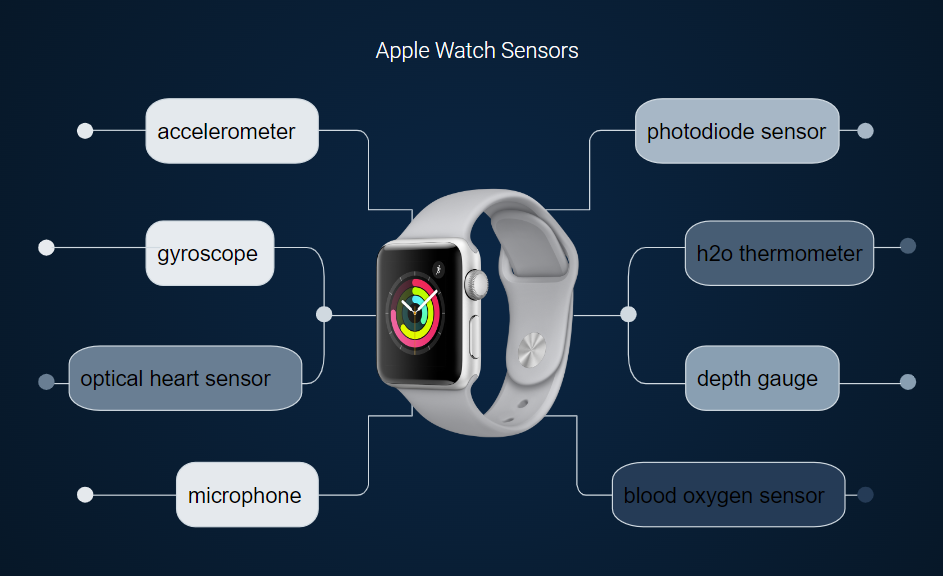 Apple Watch Sensors
accelerometer
photodiode sensor
gyroscope
h2o thermometer
optical heart sensor
depth gauge
microphone
blood oxygen sensor